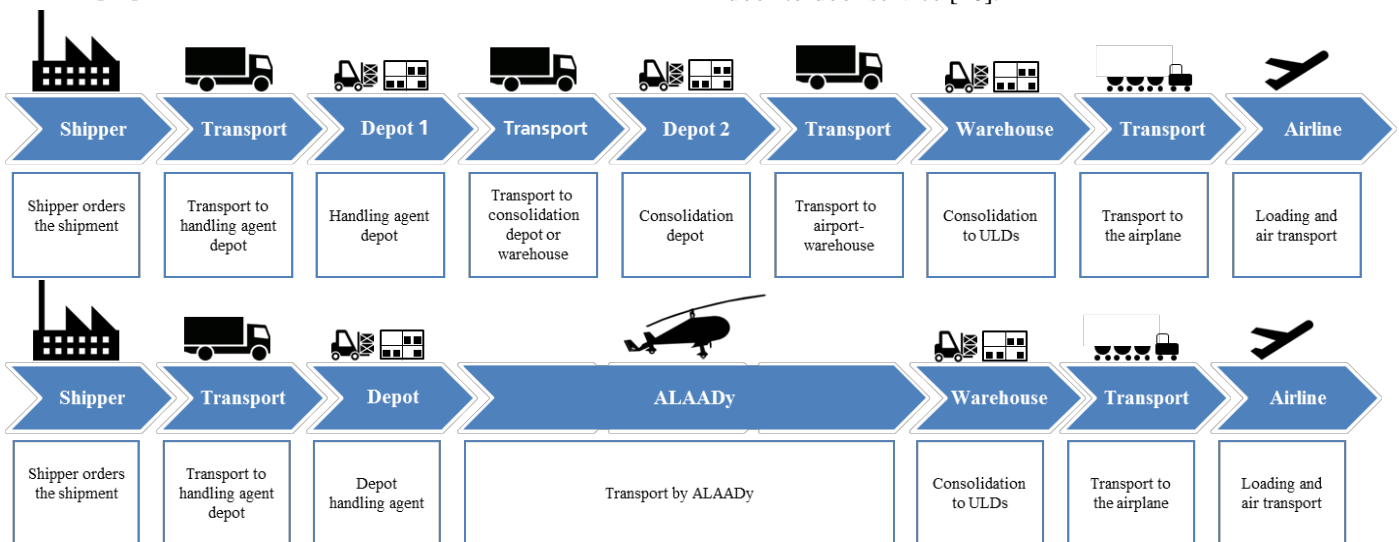 Shipper
Transport
Depot 1
Transport
Depot 2
Transport
Warehouse
Transport
Airline
Shipper orders
the shipment
Transport to
handling agent
depot
Handling agent
depot
Transport to
consolidation
depot or
warehouse
Consolidation
depot
Transport to
airport-
warehouse
Consolidation
to ULDs
Transport to
the airplane
Loading and
air transport
Shipper
Transport
Depot
ALAADy
Warehouse
Transport
Airline
Shipper orders
the shipment
Transport to
handling agent
depot
Depot
handling agent
Transport by ALAADy
Consolidation
to ULDs
Transport to
the airplane
Loading and
air transport